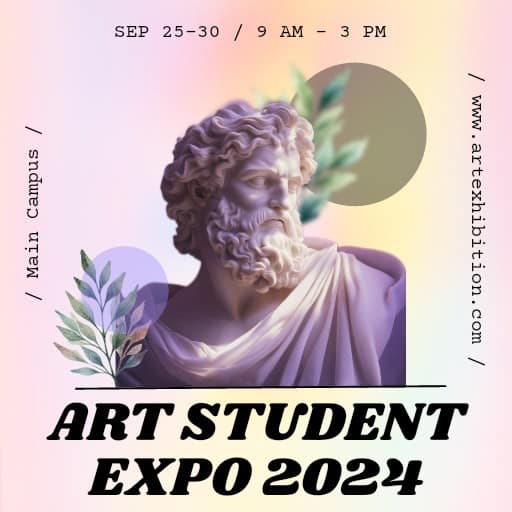 SEP 25-30 / 9 AM - 3 PM
/ Main Campus /
/ www.artexhibition.com /
ART STUDENT
EXPO 2024